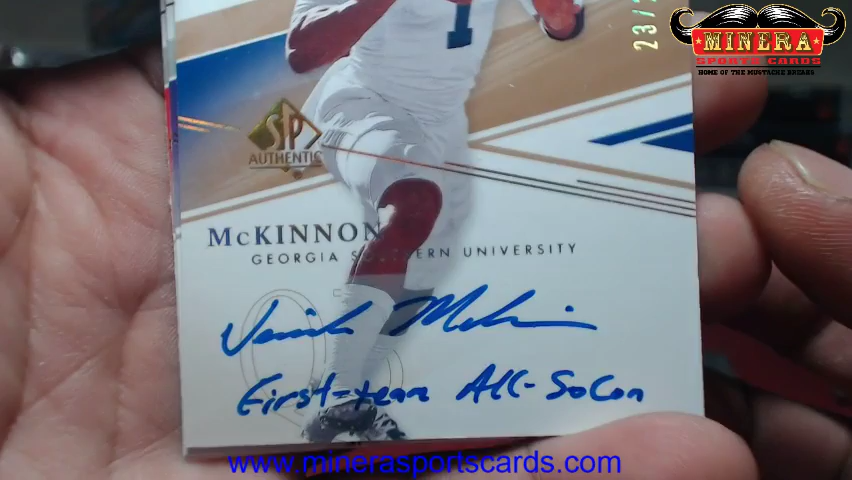 1
23/
MINERA
SPORTS CARDS
HOME OF THE MUSTACHE BREAKS
SP
AUTHENTIC
McKINNON
GEORGIA SOUTHERN UNIVERSITY
First-team All-SoCon
www.minerasportscards.com